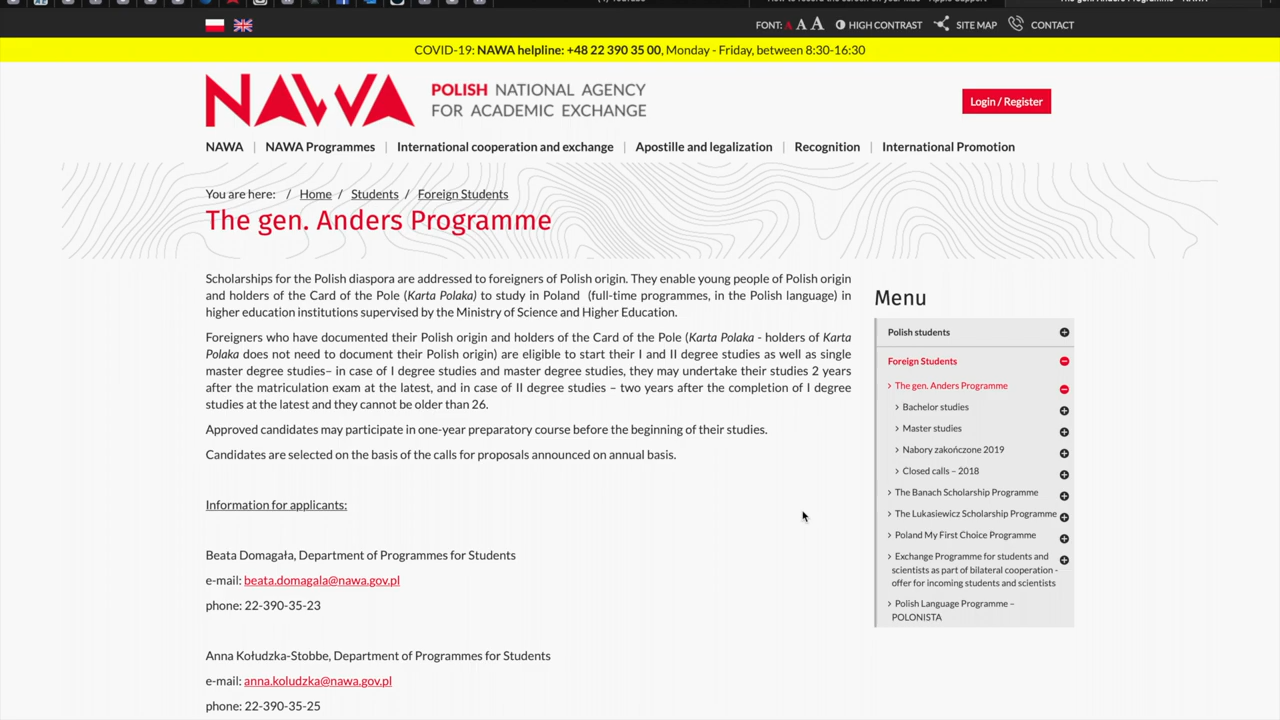 FONT: A A A HIGH CONTRAST SITE MAP CONTACT
COVID-19: NAWA helpline: +48 22 390 35 00, Monday - Friday, between 8:30-16:30
NAWA POLISH NATIONAL AGENCY
FOR ACADEMIC EXCHANGE
Login / Register
NAWA | NAWA Programmes | International cooperation and exchange | Apostille and legalization | Recognition | International Promotion
You are here: / Home / Students / Foreign Students
The gen. Anders Programme
Scholarships for the Polish diaspora are addressed to foreigners of Polish origin. They enable young people of Polish origin
and holders of the Card of the Pole (Karta Polaka) to study in Poland (full-time programmes, in the Polish language) in
higher education institutions supervised by the Ministry of Science and Higher Education.
Foreigners who have documented their Polish origin and holders of the Card of the Pole (Karta Polaka - holders of Karta
Polaka does not need to document their Polish origin) are eligible to start their I and II degree studies as well as single
master degree studies– in case of I degree studies and master degree studies, they may undertake their studies 2 years
after the matriculation exam at the latest, and in case of II degree studies – two years after the completion of I degree
studies at the latest and they cannot be older than 26.
Approved candidates may participate in one-year preparatory course before the beginning of their studies.
Candidates are selected on the basis of the calls for proposals announced on annual basis.
Information for applicants:
Beata Domagała, Department of Programmes for Students
e-mail: beata.domagala@nawa.gov.pl
phone: 22-390-35-23
Anna Kołudzka-Stobbe, Department of Programmes for Students
e-mail: anna.koludzka@nawa.gov.pl
phone: 22-390-35-25
Menu
Polish students
Foreign Students
The gen. Anders Programme
Bachelor studies
Master studies
Nabory zakończone 2019
Closed calls – 2018
The Banach Scholarship Programme
The Lukasiewicz Scholarship Programme
Poland My First Choice Programme
Exchange Programme for students and
scientists as part of bilateral cooperation -
offer for incoming students and scientists
Polish Language Programme –
POLONISTA